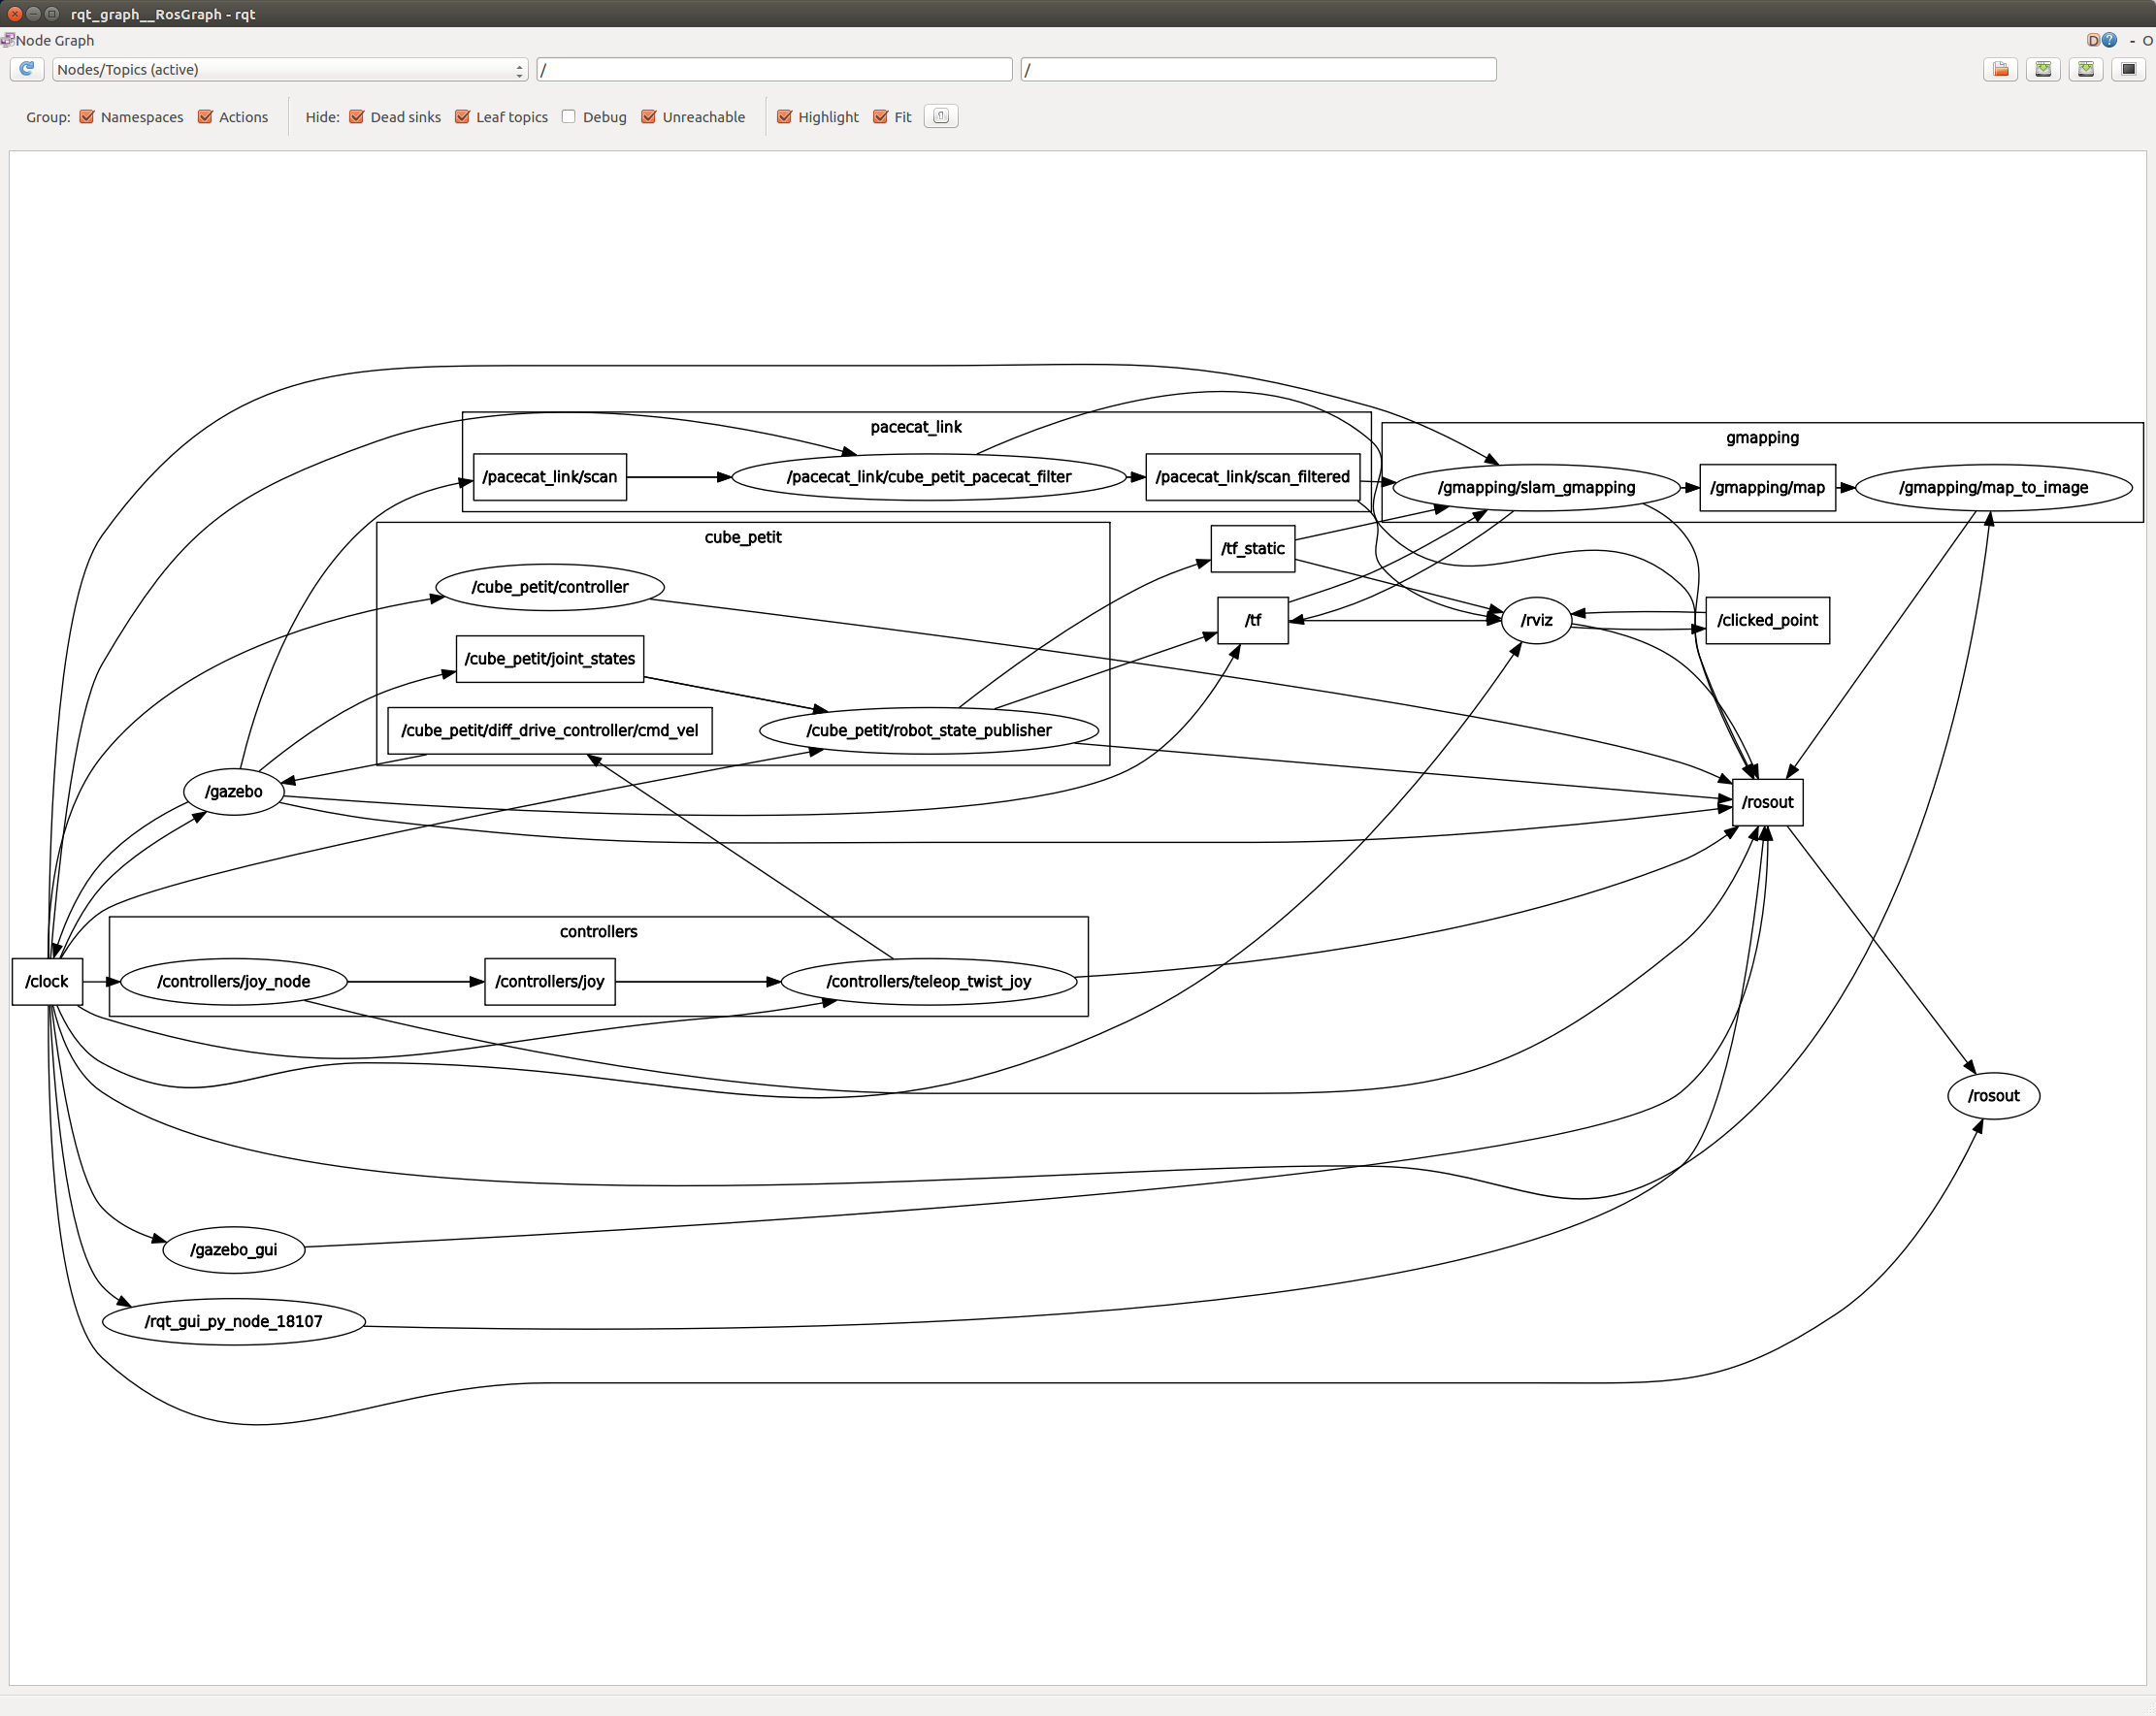 rqt_graph__RosGraph - rqt
Node Graph
D ? - O
Nodes/Topics (active) / /
Group: Namespaces Actions Hide: Dead sinks Leaf topics Debug Unreachable Highlight Fit
pacecat_link
gmapping
/pacecat_link/scan /pacecat_link/cube_petit_pacecat_filter /pacecat_link/scan_filtered
/gmapping/slam_gmapping /gmapping/map /gmapping/map_to_image
cube_petit
/tf_static
/cube_petit/controller
/tf /rviz /clicked_point
/cube_petit/joint_states
/cube_petit/diff_drive_controller/cmd_vel /cube_petit/robot_state_publisher
/gazebo
/rosout
controllers
/clock /controllers/joy_node /controllers/joy /controllers/teleop_twist_joy
/rosout
/gazebo_gui
/rqt_gui_py_node_18107